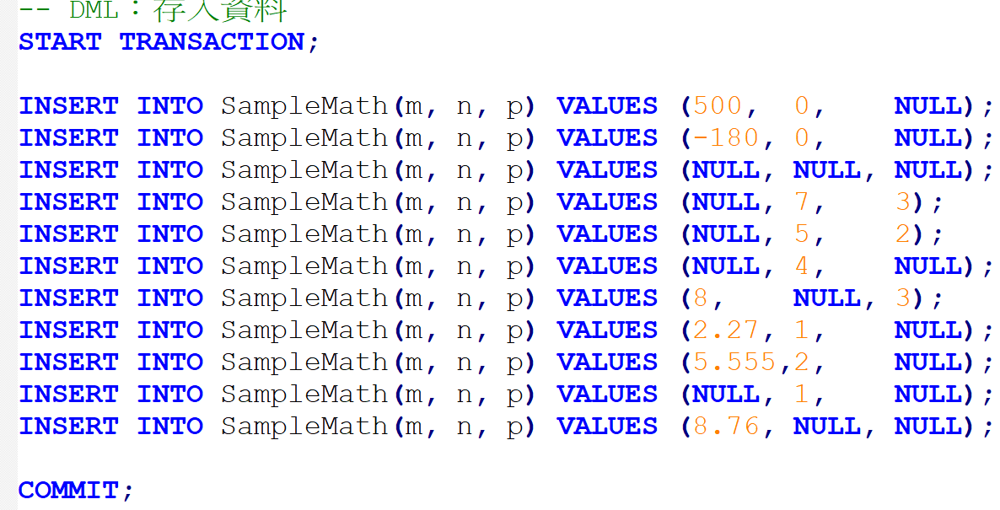 -- DML：存入資料
START TRANSACTION;
INSERT INTO SampleMath(m, n, p) VALUES (500, 0, NULL);
INSERT INTO SampleMath(m, n, p) VALUES (-180, 0, NULL);
INSERT INTO SampleMath(m, n, p) VALUES (NULL, NULL, NULL);
INSERT INTO SampleMath(m, n, p) VALUES (NULL, 7, 3);
INSERT INTO SampleMath(m, n, p) VALUES (NULL, 5, 2);
INSERT INTO SampleMath(m, n, p) VALUES (NULL, 4, NULL);
INSERT INTO SampleMath(m, n, p) VALUES (8, NULL, 3);
INSERT INTO SampleMath(m, n, p) VALUES (2.27, 1, NULL);
INSERT INTO SampleMath(m, n, p) VALUES (5.555,2, NULL);
INSERT INTO SampleMath(m, n, p) VALUES (NULL, 1, NULL);
INSERT INTO SampleMath(m, n, p) VALUES (8.76, NULL, NULL);
COMMIT;